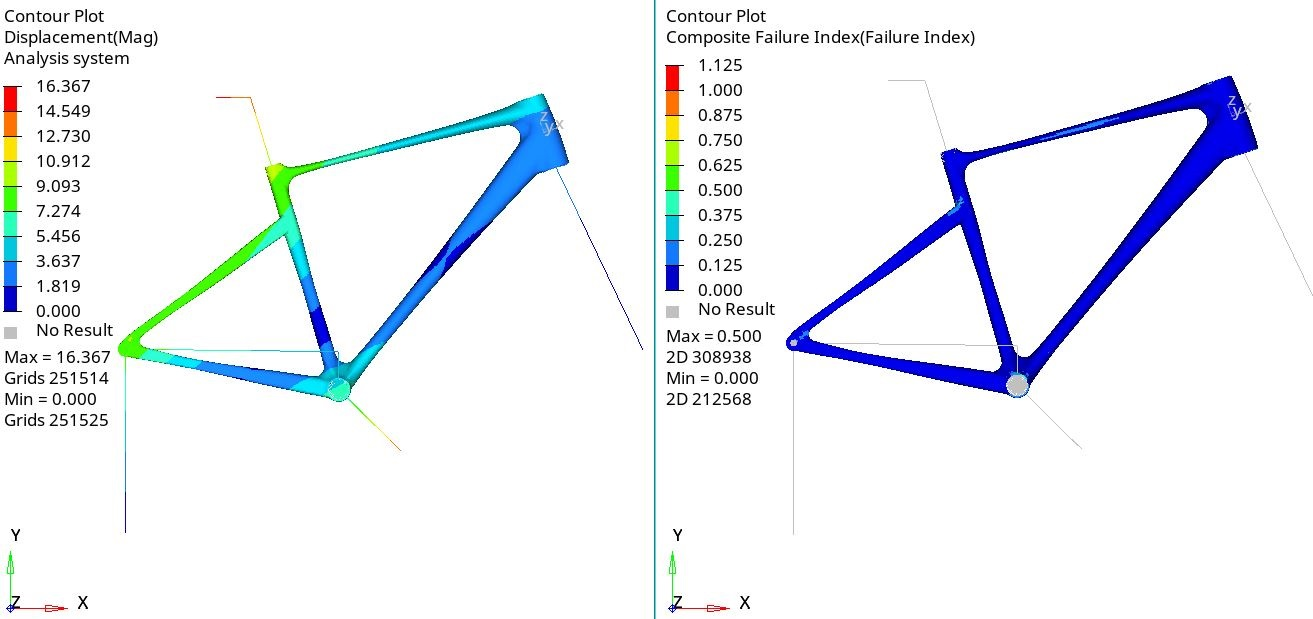 Contour Plot
Displacement(Mag)
Analysis system
16.367
14.549
12.730
10.912
9.093
7.274
5.456
3.637
1.819
0.000
No Result
Max = 16.367
Grids 251514
Min = 0.000
Grids 251525
Z
Y X
Y
Z X
Contour Plot
Composite Failure Index(Failure Index)
1.125
1.000
0.875
0.750
0.625
0.500
0.375
0.250
0.125
0.000
No Result
Max = 0.500
2D 308938
Min = 0.000
2D 212568
Z
Y X
Y
Z X